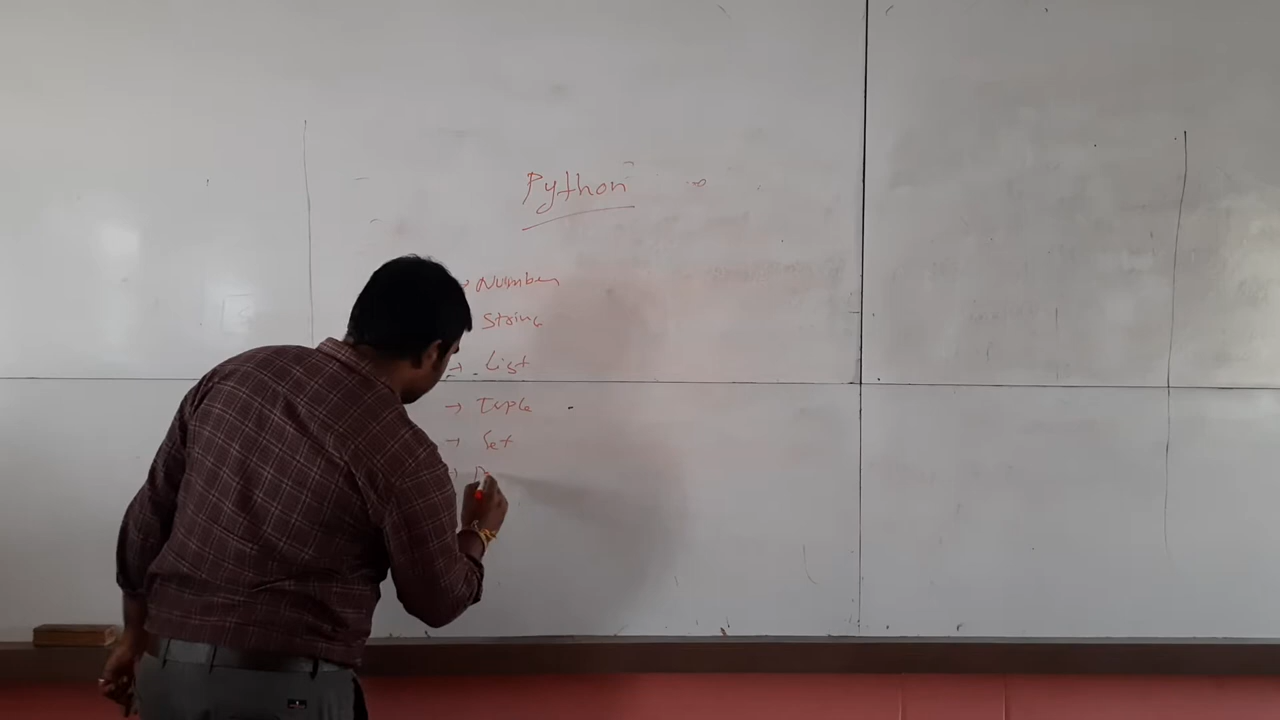 Python
→ Number
String
→ List
→ Tuple
→ Set
→ D